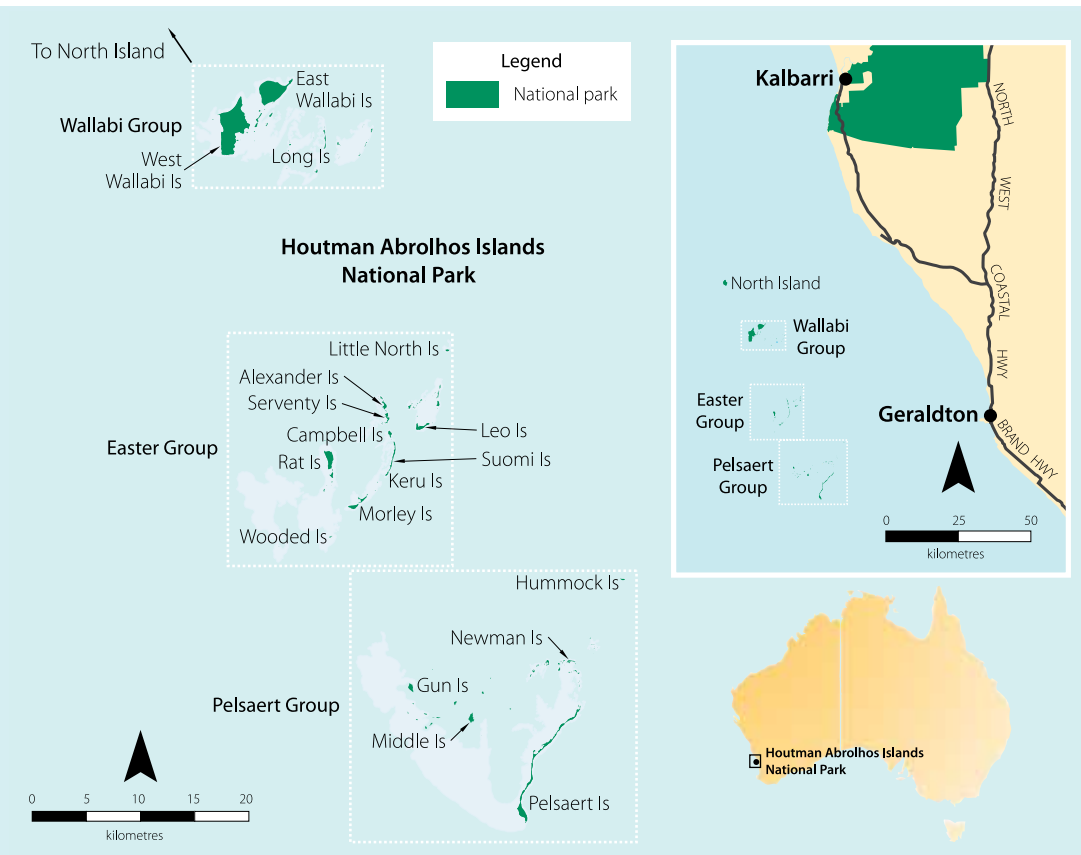 To North Island
East
Wallabi Is
Wallabi Group
West
Wallabi Is
Long Is
Legend
National park
Houtman Abrolhos Islands
National Park
Little North Is
Alexander Is
Serventy Is
Campbell Is
Leo Is
Easter Group
Rat Is
Suomi Is
Keru Is
Morley Is
Wooded Is
Hummock Is
Newman Is
Gun Is
Pelsaert Group
Middle Is
Pelsaert Is
0 5 10 15 20
kilometres
Kalbarri
NORTH
WEST
COASTAL
HWY
North Island
Wallabi
Group
Easter
Group
Geraldton
BRAND HWY
Pelsaert
Group
0 25 50
kilometres
Houtman Abrolhos Islands
National Park